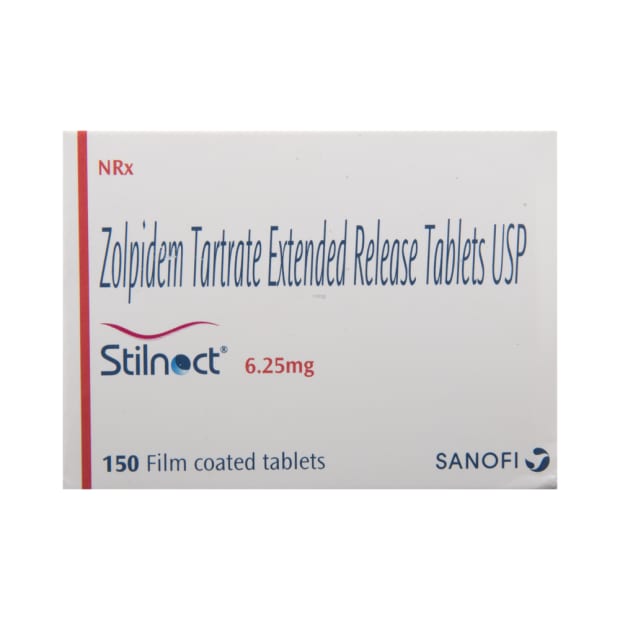 NRx
Zolpidem Tartrate Extended Release Tablets USP
Stilnoct® 6.25mg
150 Film coated tablets
SANOFI